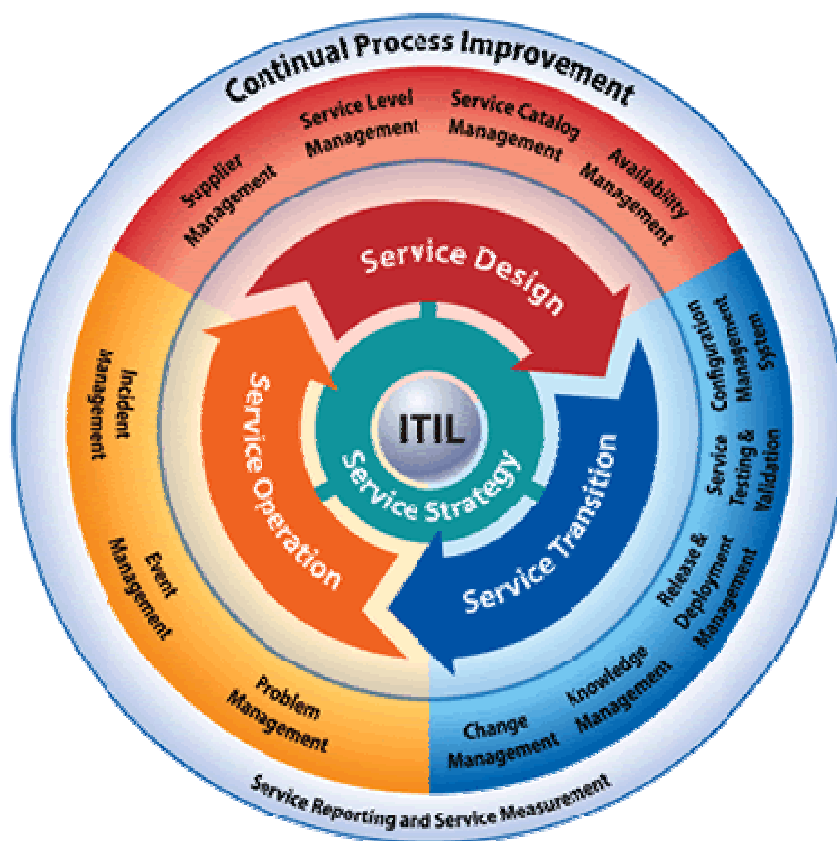 Continual Process Improvement
Supplier
Management
Service Level
Management
Service Catalog
Management
Availability
Management
Configuration
Management
System
Service
Testing &
Validation
Release &
Deployment
Management
Knowledge
Management
Change
Management
Problem
Management
Event
Management
Incident
Management
Service Design
Service Transition
Service Operation
Service Strategy
ITIL
Service Reporting and Service Measurement